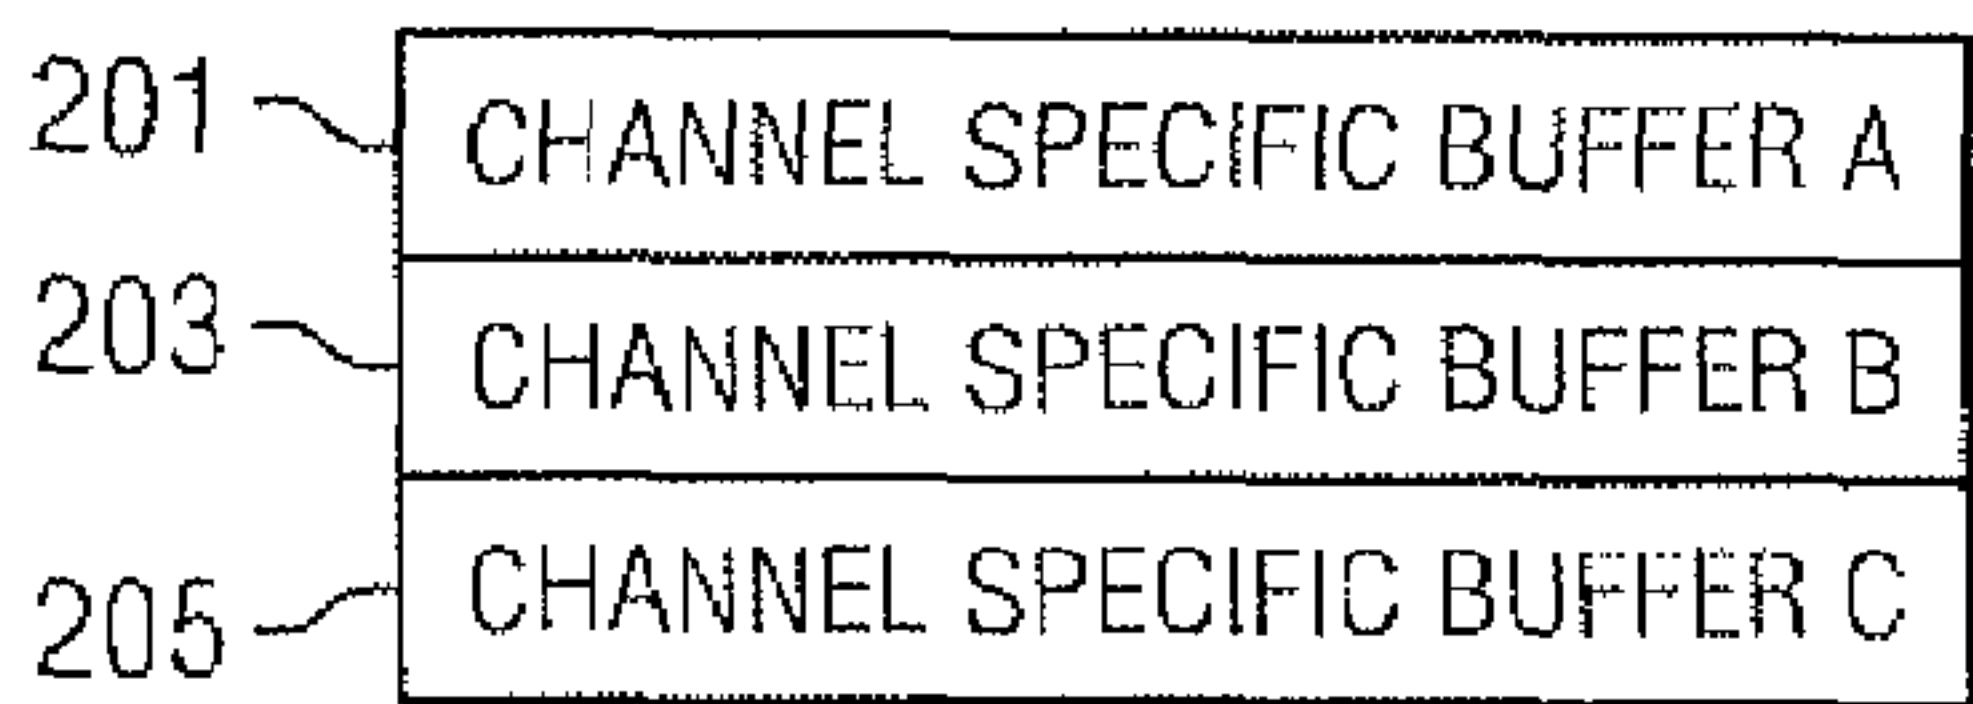 201 CHANNEL SPECIFIC BUFFER A
203 CHANNEL SPECIFIC BUFFER B
205 CHANNEL SPECIFIC BUFFER C